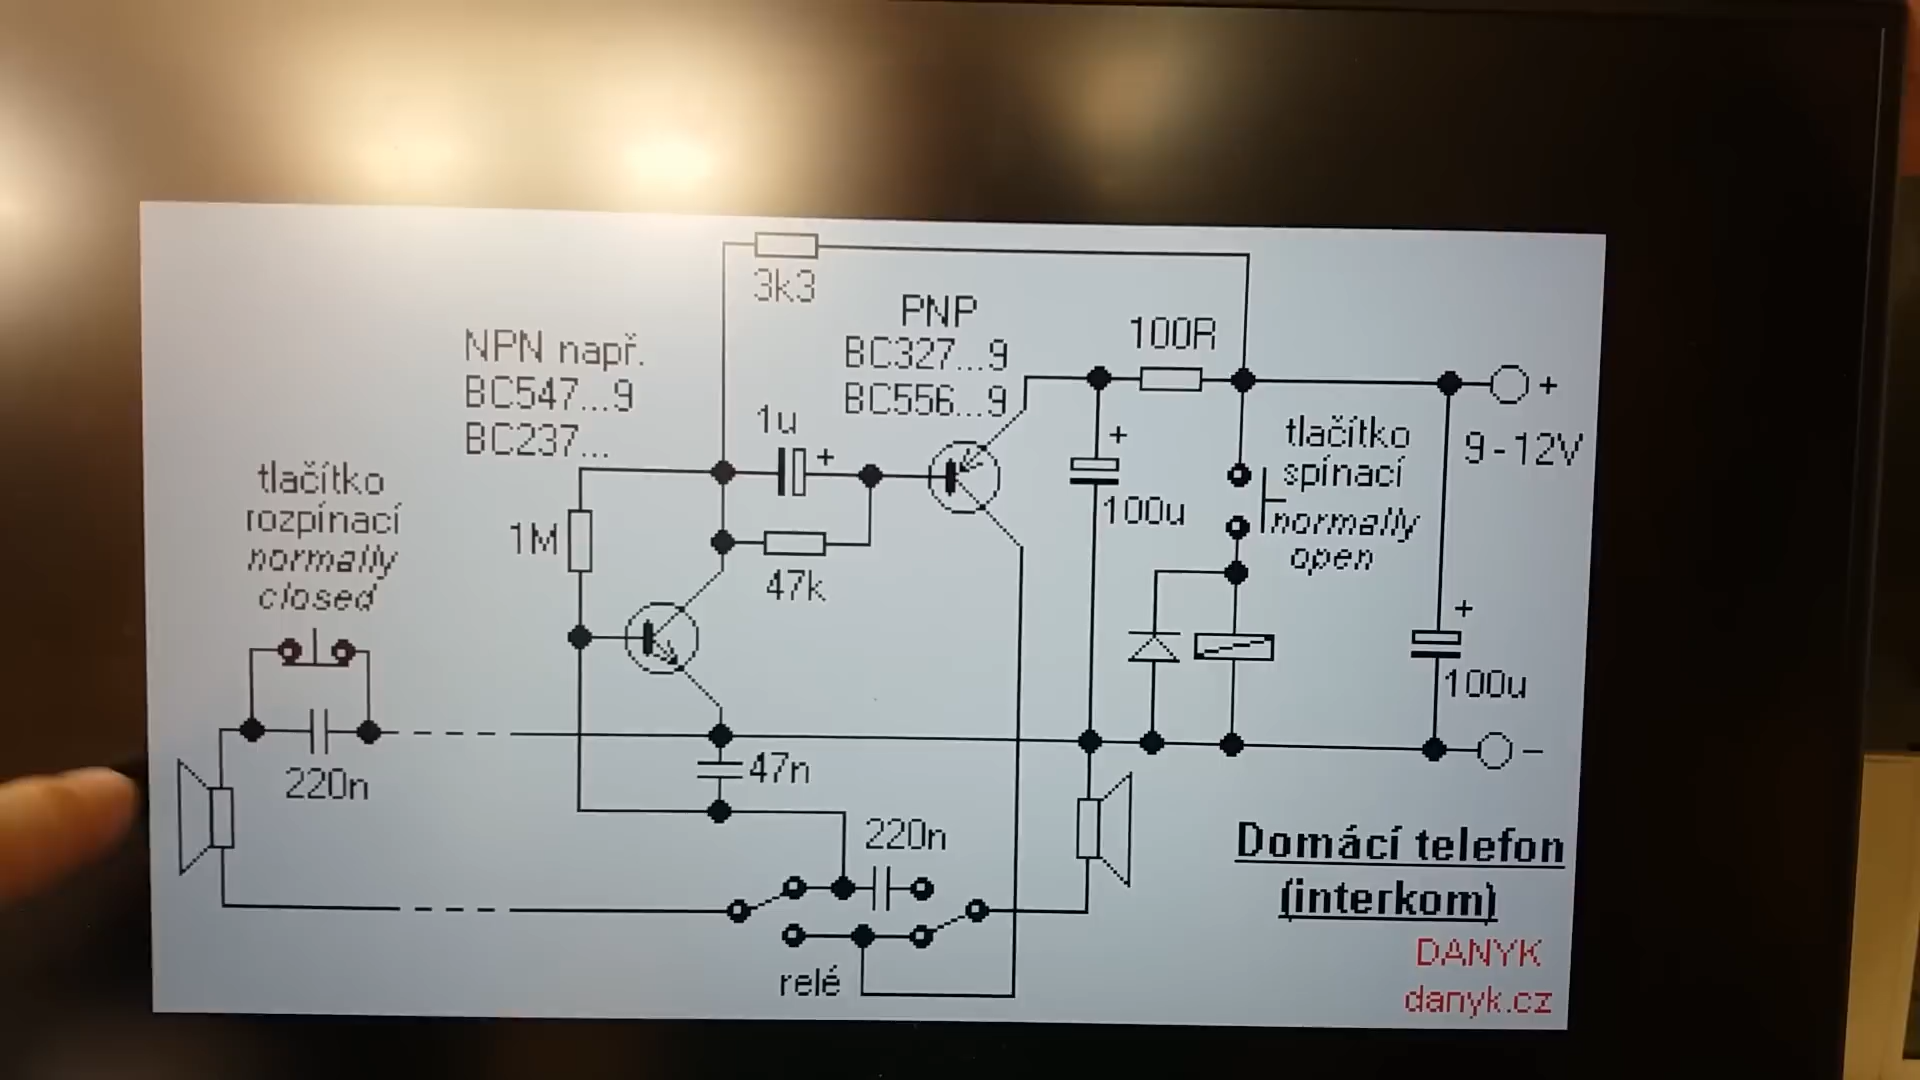 3k3
PNP
BC327...9
BC556...9
100R
NPN např.
BC547...9
BC237...
1u
+
+
tlačítko
spínací
normally
open
+
9-12V
tlačítko
rozpínací
normally
closed
1M
47k
100u
+
100u
220n
47n
−
220n
relé
Domácí telefon
(interkom)
DANYK
danyk.cz